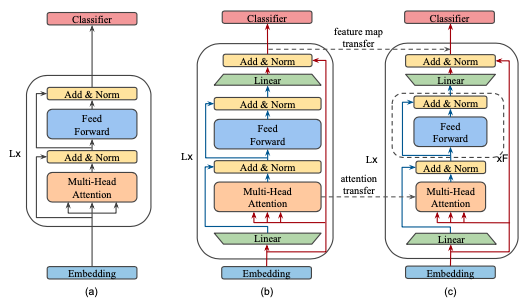 Classifier
Add & Norm
Feed
Forward
Lx
Add & Norm
Multi-Head
Attention
Embedding
(a)
Classifier
Add & Norm
Linear
Add & Norm
Feed
Forward
Lx
Add & Norm
Multi-Head
Attention
Linear
Embedding
(b)
feature map
transfer
attention
transfer
Classifier
Add & Norm
Linear
Add & Norm
Feed
Forward
xF
Lx
Add & Norm
Multi-Head
Attention
Linear
Embedding
(c)